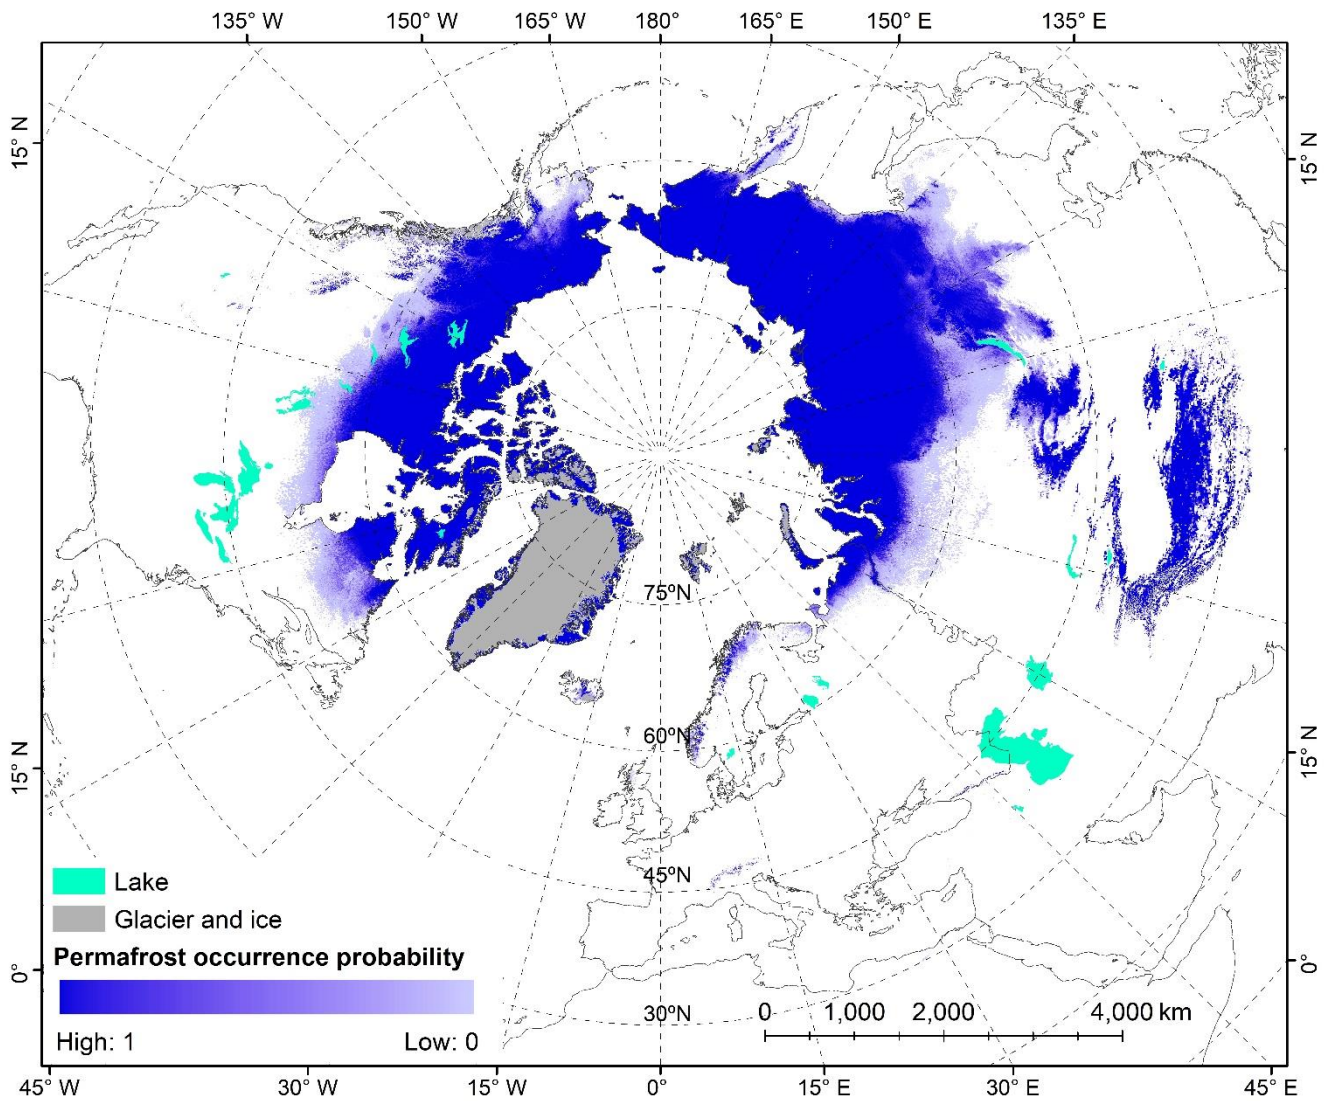 135° W 150° W 165° W 180° 165° E 150° E 135° E
15° N
15° N
75°N
60°N
15° N
15° N
45°N
Lake
Glacier and ice
Permafrost occurrence probability
0°
0°
30°N
0 1,000 2,000 4,000 km
High: 1 Low: 0
45° W 30° W 15° W 0° 15° E 30° E 45° E